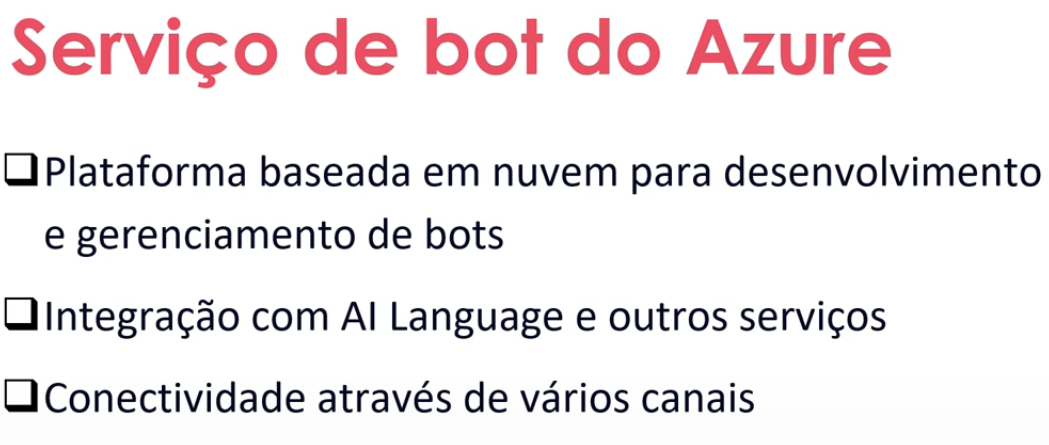 Serviço de bot do Azure
❑Plataforma baseada em nuvem para desenvolvimento
e gerenciamento de bots
❑Integração com AI Language e outros serviços
❑Conectividade através de vários canais